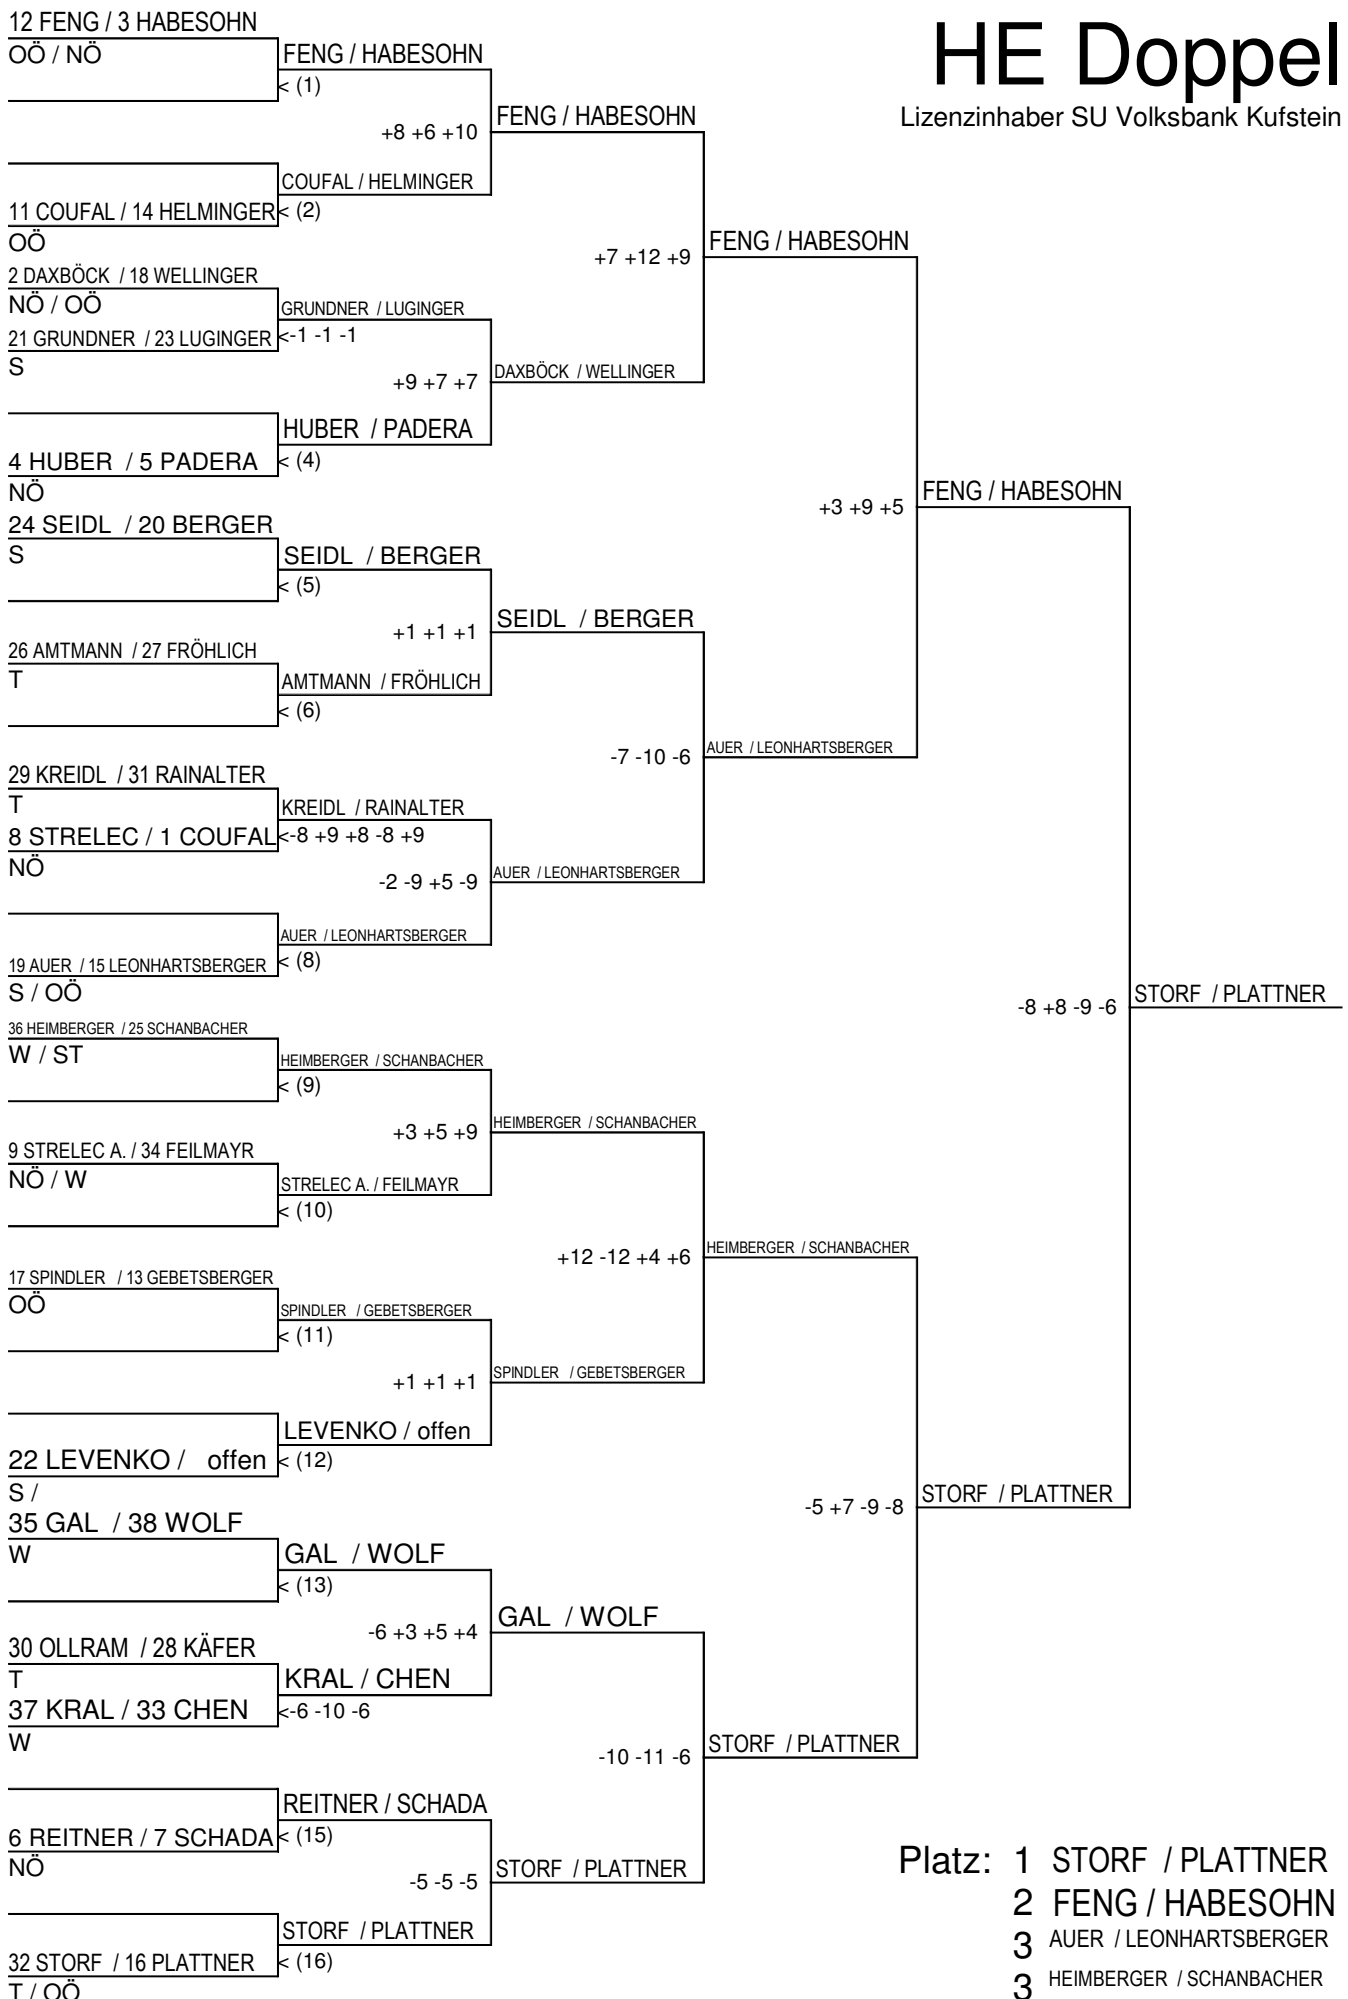 HE Doppel
Lizenzinhaber SU Volksbank Kufstein
12 FENG / 3 HABESOHN
OÖ / NÖ
FENG / HABESOHN
< (1)
FENG / HABESOHN
+8 +6 +10
COUFAL / HELMINGER
11 COUFAL / 14 HELMINGER
< (2)
OÖ
FENG / HABESOHN
+7 +12 +9
2 DAXBÖCK / 18 WELLINGER
NÖ / OÖ
GRUNDNER / LUGINGER
21 GRUNDNER / 23 LUGINGER
<-1 -1 -1
S
DAXBÖCK / WELLINGER
+9 +7 +7
HUBER / PADERA
4 HUBER / 5 PADERA
< (4)
NÖ
FENG / HABESOHN
+3 +9 +5
24 SEIDL / 20 BERGER
S
SEIDL / BERGER
< (5)
SEIDL / BERGER
+1 +1 +1
26 AMTMANN / 27 FRÖHLICH
T
AMTMANN / FRÖHLICH
< (6)
AUER / LEONHARTSBERGER
-7 -10 -6
29 KREIDL / 31 RAINALTER
T
KREIDL / RAINALTER
8 STRELEC / 1 COUFAL
<-8 +9 +8 -8 +9
NÖ
AUER / LEONHARTSBERGER
-2 -9 +5 -9
AUER / LEONHARTSBERGER
19 AUER / 15 LEONHARTSBERGER
< (8)
S / OÖ
STORF / PLATTNER
-8 +8 -9 -6
36 HEIMBERGER / 25 SCHANBACHER
W / ST
HEIMBERGER / SCHANBACHER
< (9)
HEIMBERGER / SCHANBACHER
+3 +5 +9
9 STRELEC A. / 34 FEILMAYR
NÖ / W
STRELEC A. / FEILMAYR
< (10)
HEIMBERGER / SCHANBACHER
+12 -12 +4 +6
17 SPINDLER / 13 GEBETSBERGER
OÖ
SPINDLER / GEBETSBERGER
< (11)
SPINDLER / GEBETSBERGER
+1 +1 +1
LEVENKO / offen
22 LEVENKO / offen
< (12)
S /
STORF / PLATTNER
-5 +7 -9 -8
35 GAL / 38 WOLF
W
GAL / WOLF
< (13)
GAL / WOLF
-6 +3 +5 +4
30 OLLRAM / 28 KÄFER
T
KRAL / CHEN
37 KRAL / 33 CHEN
<-6 -10 -6
W
STORF / PLATTNER
-10 -11 -6
REITNER / SCHADA
6 REITNER / 7 SCHADA
< (15)
NÖ
STORF / PLATTNER
-5 -5 -5
STORF / PLATTNER
32 STORF / 16 PLATTNER
< (16)
T / OÖ
Platz: 1 STORF / PLATTNER
2 FENG / HABESOHN
3 AUER / LEONHARTSBERGER
3 HEIMBERGER / SCHANBACHER